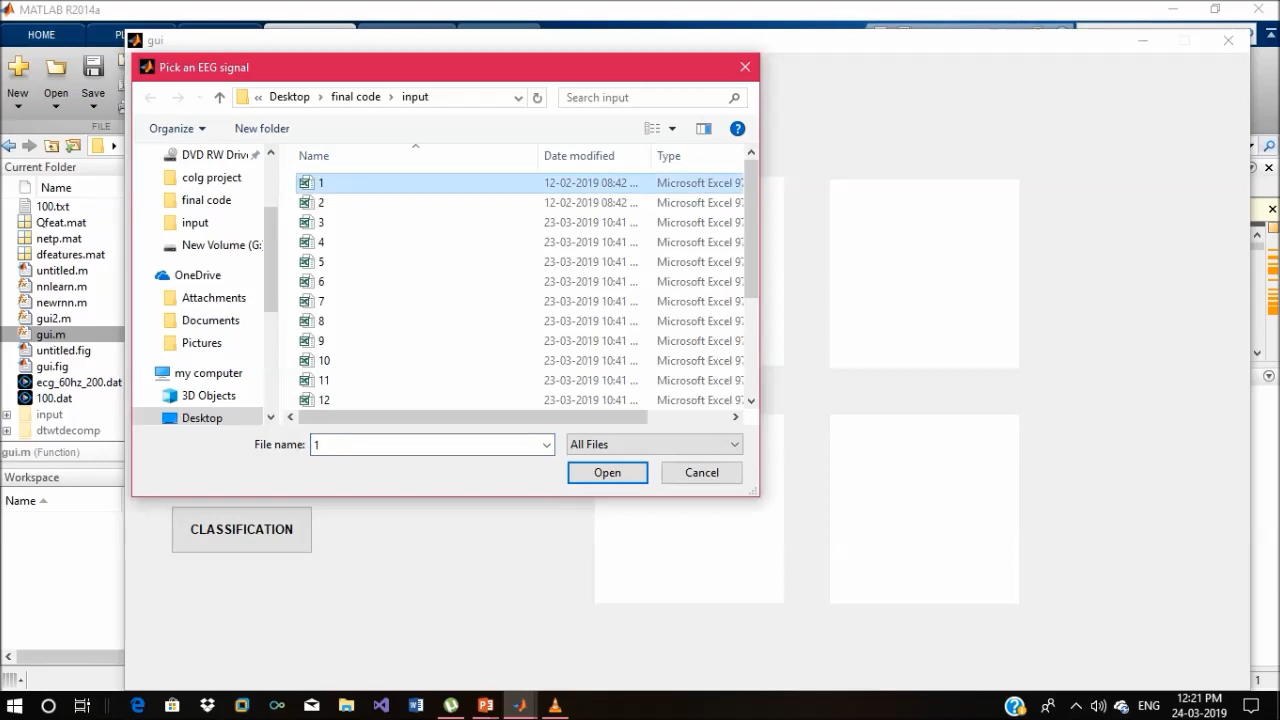 MATLAB R2014a
HOME
PL
gui
Pick an EEG signal
New
Open
Save
FILE
« Desktop › final code › input
Search input
Organize
New folder
Current Folder
Name
100.txt
Qfeat.mat
netp.mat
dfeatures.mat
untitled.m
nnlearn.m
newrnn.m
gui2.m
gui.m
untitled.fig
gui.fig
ecg_60hz_200.dat
100.dat
input
dtwtdecomp
gui.m (Function)
Workspace
Name
DVD RW Driv
colg project
final code
input
New Volume (G:
OneDrive
Attachments
Documents
Pictures
my computer
3D Objects
Desktop
Name Date modified Type
1 12-02-2019 08:42 ... Microsoft Excel 97
2 12-02-2019 08:42 ... Microsoft Excel 97
3 23-03-2019 10:41 ... Microsoft Excel 97
4 23-03-2019 10:41 ... Microsoft Excel 97
5 23-03-2019 10:41 ... Microsoft Excel 97
6 23-03-2019 10:41 ... Microsoft Excel 97
7 23-03-2019 10:41 ... Microsoft Excel 97
8 23-03-2019 10:41 ... Microsoft Excel 97
9 23-03-2019 10:41 ... Microsoft Excel 97
10 23-03-2019 10:41 ... Microsoft Excel 97
11 23-03-2019 10:41 ... Microsoft Excel 97
12 23-03-2019 10:41 ... Microsoft Excel 97
File name: 1
All Files
Open
Cancel
CLASSIFICATION
1
ENG
12:21 PM
24-03-2019